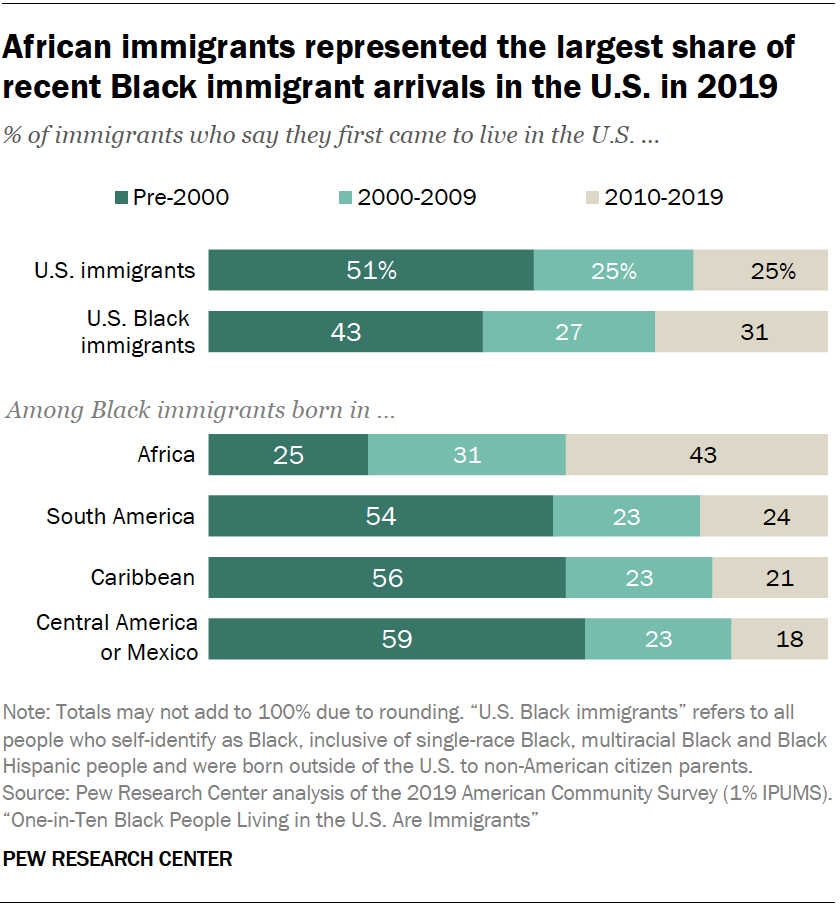 African immigrants represented the largest share of
recent Black immigrant arrivals in the U.S. in 2019
% of immigrants who say they first came to live in the U.S. ...
Pre-2000 2000-2009 2010-2019
U.S. immigrants 51% 25% 25%
U.S. Black
immigrants 43 27 31
Among Black immigrants born in ...
Africa 25 31 43
South America 54 23 24
Caribbean 56 23 21
Central America
or Mexico 59 23 18
Note: Totals may not add to 100% due to rounding. “U.S. Black immigrants” refers to all
people who self-identify as Black, inclusive of single-race Black, multiracial Black and Black
Hispanic people and were born outside of the U.S. to non-American citizen parents.
Source: Pew Research Center analysis of the 2019 American Community Survey (1% IPUMS).
“One-in-Ten Black People Living in the U.S. Are Immigrants”
PEW RESEARCH CENTER